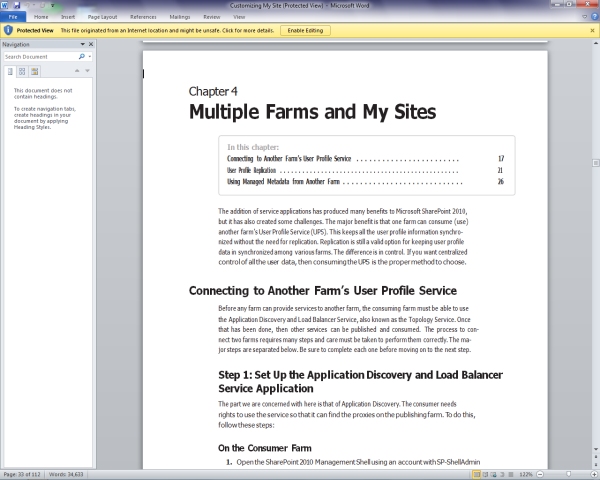 Customizing My Site (Protected View) - Microsoft Word
File Home Insert Page Layout References Mailings Review View
Protected View This file originated from an Internet location and might be unsafe. Click for more details. Enable Editing
Navigation
Search Document
This document does not
contain headings.
To create navigation tabs,
create headings in your
document by applying
Heading Styles.
Chapter 4
Multiple Farms and My Sites
In this chapter:
Connecting to Another Farm's User Profile Service . . . . . . . . . . . . . . . . . . . . . . . . 17
User Profile Replication . . . . . . . . . . . . . . . . . . . . . . . . . . . . . . . . . . . . . . . . . . 21
Using Managed Metadata from Another Farm . . . . . . . . . . . . . . . . . . . . . . . . . . . 26
The addition of service applications has produced many benefits to Microsoft SharePoint 2010,
but it has also created some challenges. The major benefit is that one farm can consume (use)
another farm's User Profile Service (UPS). This keeps all the user profile information synchro-
nized without the need for replication. Replication is still a valid option for keeping user profile
data in synchronized among various farms. The difference is in control. If you want centralized
control of all the user data, then consuming the UPS is the proper method to choose.
Connecting to Another Farm's User Profile Service
Before any farm can provide services to another farm, the consuming farm must be able to use
the Application Discovery and Load Balancer Service, also known as the Topology Service. Once
that has been done, then other services can be published and consumed. The process to con-
nect two farms requires many steps and care must be taken to perform them correctly. The ma-
jor steps are separated below. Be sure to complete each one before moving on to the next step.
Step 1: Set Up the Application Discovery and Load Balancer
Service Application
The part we are concerned with here is that of Application Discovery. The consumer needs
rights to use the service so that it can find the proxies on the publishing farm. To do this,
follow these steps:
On the Consumer Farm
1. Open the SharePoint 2010 Management Shell using an account with SP-ShellAdmin
Page: 33 of 112 Words: 34,633 122%